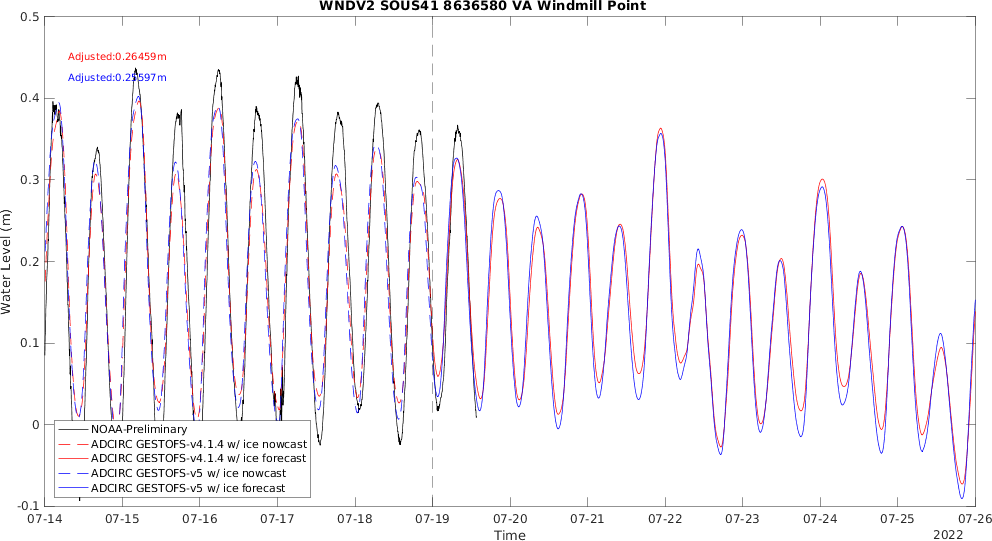 WNDV2 SOUS41 8636580 VA Windmill Point
0.5
Adjusted:0.26459m
0.4
0.3
0.2
0.1
0
-0.1
Water Level (m)
NOAA-Preliminary
ADCIRC GESTOFS-v4.1.4 w/ ice nowcast
ADCIRC GESTOFS-v4.1.4 w/ ice forecast
ADCIRC GESTOFS-v5 w/ ice nowcast
ADCIRC GESTOFS-v5 w/ ice forecast
07-14 07-15 07-16 07-17 07-18 07-19 07-20 07-21 07-22 07-23 07-24 07-25 07-26
Time
2022